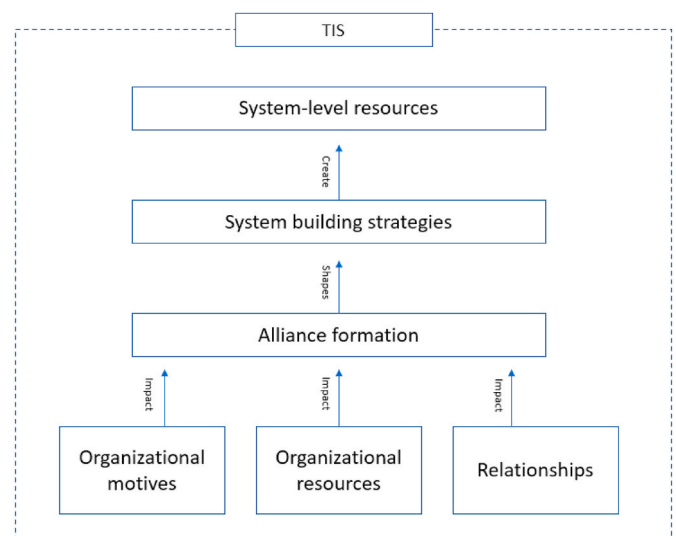 TIS
System-level resources
Create
System building strategies
Shapes
Alliance formation
Impact
Impact
Impact
Organizational
motives
Organizational
resources
Relationships